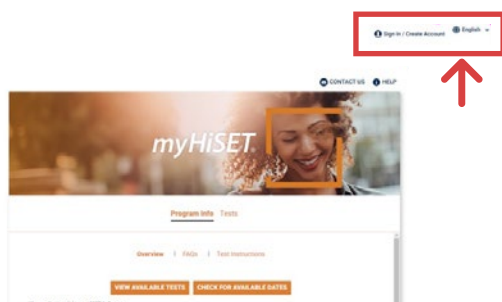 Sign In / Create Account English
CONTACT US HELP
myHiSET
Program Info Tests
Overview | FAQs | Test Instructions
VIEW AVAILABLE TESTS CHECK FOR AVAILABLE DATES